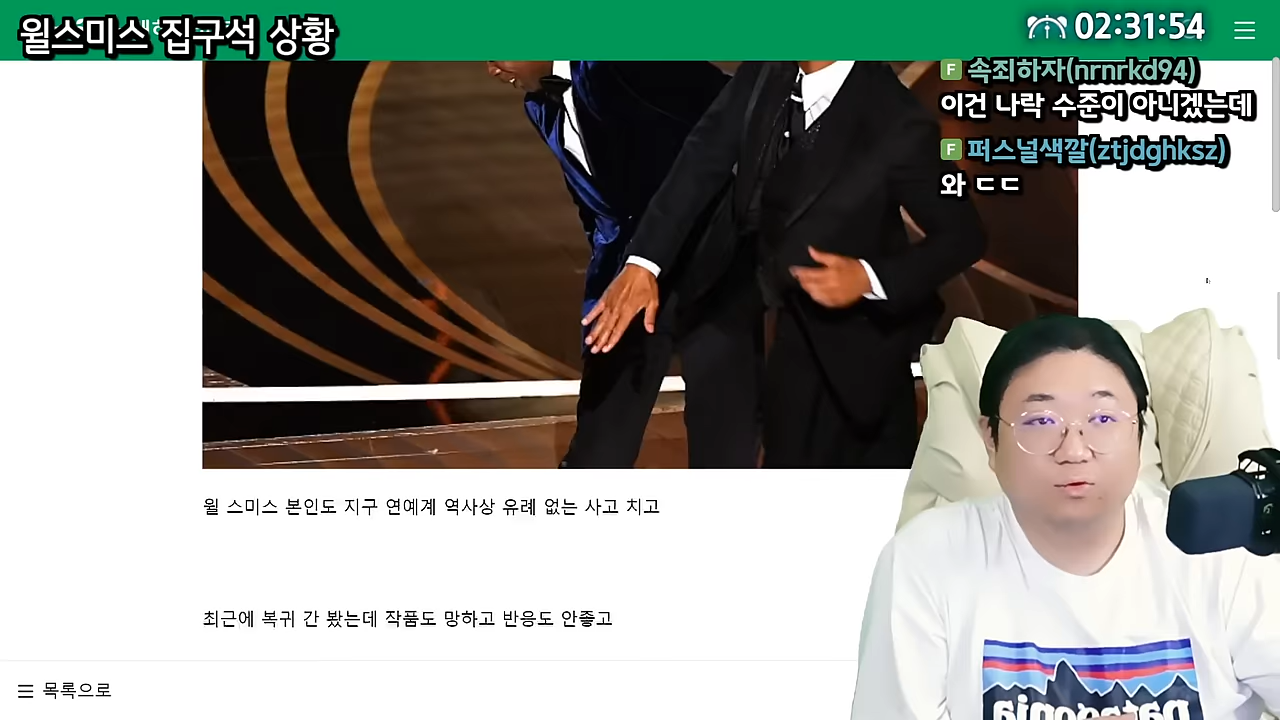 윌스미스 집구석 상황
02:31:54
F 속죄하자(nrnrkd94)
이건 나락 수준이 아니겠는데
F 퍼스널색깔(ztjdghksz)
와 ㄷㄷ
윌 스미스 본인도 지구 연예계 역사상 유례 없는 사고 치고
최근에 복귀 간 봤는데 작품도 망하고 반응도 안좋고
목록으로
patagonia